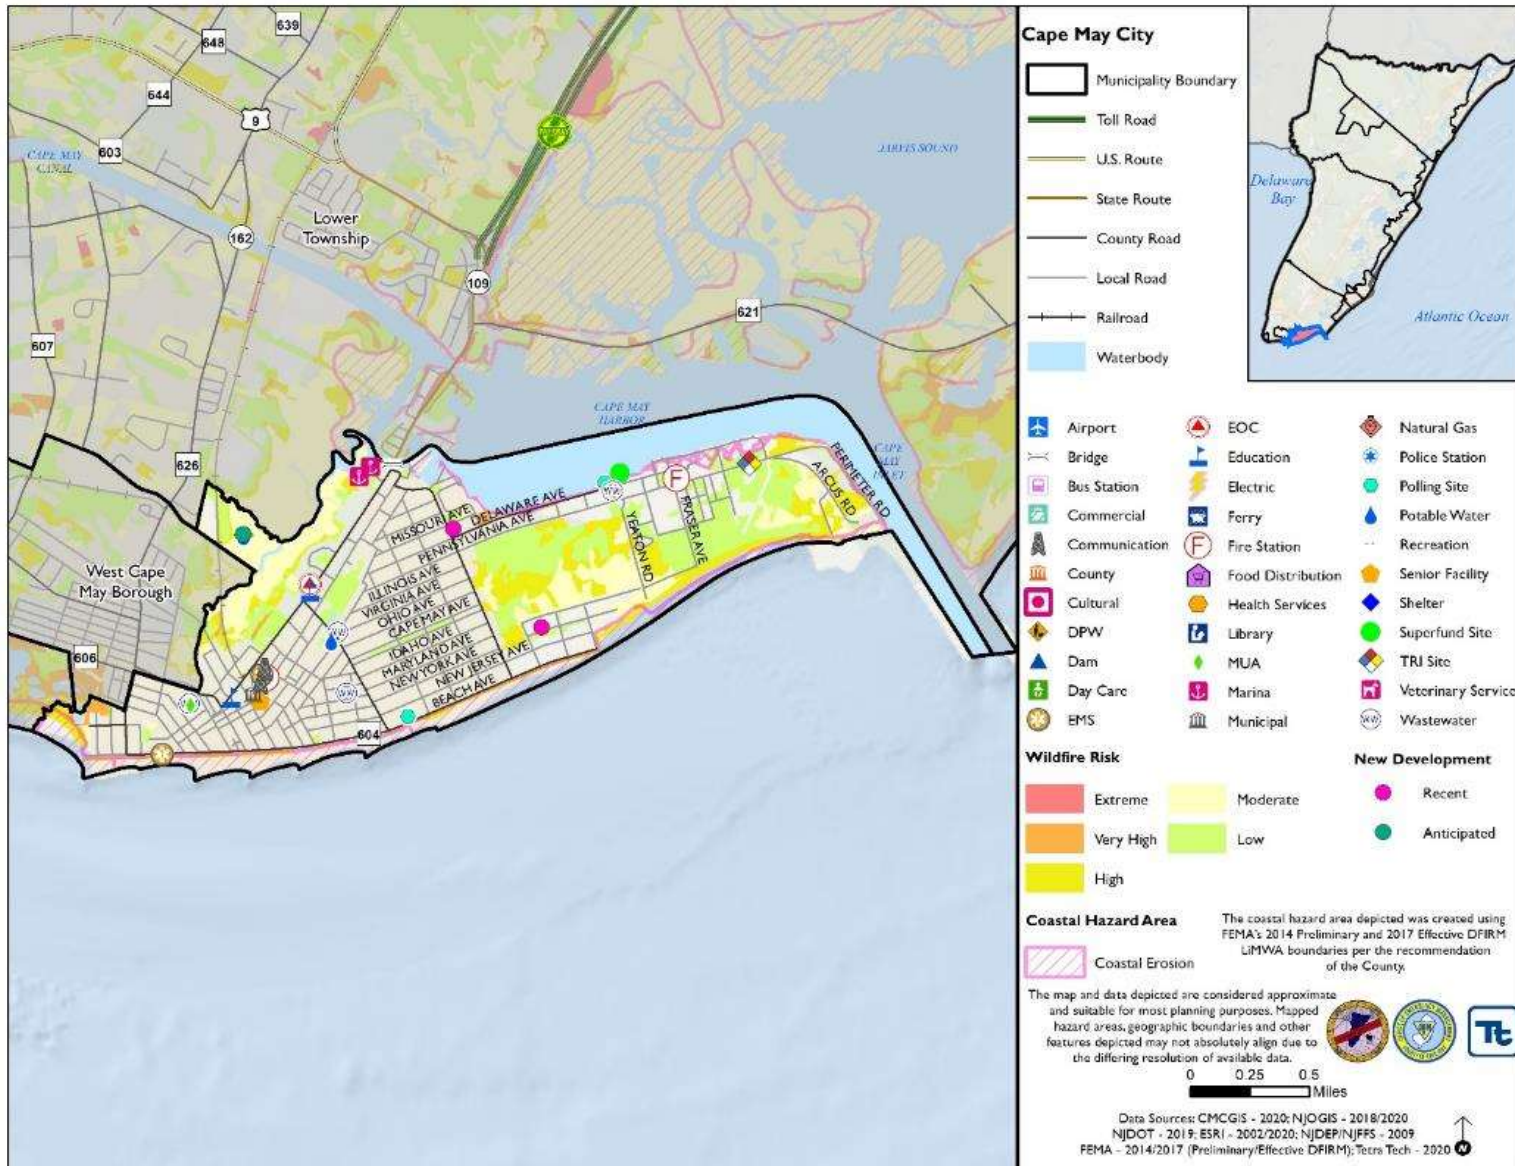 639
648
644
9
603
CAPE MAY
CANAL
JARVIS SOUND
Lower
Township
162
109
621
607
CAPE MAY
HARBOR
CAPE
MAY
INLET
626
PERIMETER RD
ARCUS RD
MISSOURI AVE
DELAWARE AVE
PENNSYLVANIA AVE
F
FRASER AVE
YEATON RD
West Cape
May Borough
ILLINOIS AVE
VIRGINIA AVE
OHIO AVE
CAPE MAY AVE
IDAHO AVE
MARYLAND AVE
NEW YORK AVE
NEW JERSEY AVE
BEACH AVE
606
604
Cape May City
Municipality Boundary
Toll Road
U.S. Route
State Route
County Road
Local Road
Railroad
Waterbody
Delaware
Bay
Atlantic Ocean
Airport
EOC
Natural Gas
Bridge
Education
Police Station
Bus Station
Electric
Polling Site
Commercial
Ferry
Potable Water
Communication
F
Fire Station
Recreation
County
Food Distribution
Senior Facility
Cultural
Health Services
Shelter
DPW
Library
Superfund Site
Dam
MUA
TRI Site
Day Care
Marina
Veterinary Service
EMS
Municipal
WW
Wastewater
Wildfire Risk
New Development
Extreme
Moderate
Recent
Very High
Low
Anticipated
High
Coastal Hazard Area
Coastal Erosion
The coastal hazard area depicted was created using
FEMA's 2014 Preliminary and 2017 Effective DFIRM
LiMWA boundaries per the recommendation
of the County.
The map and data depicted are considered approximate
and suitable for most planning purposes. Mapped
hazard areas, geographic boundaries and other
features depicted may not absolutely align due to
the differing resolution of available data.
Tt
0 0.25 0.5
Miles
Data Sources: CMCGIS - 2020; NJOGIS - 2018/2020
NJDOT - 2019; ESRI - 2002/2020; NJDEP/NJFFS - 2009
FEMA - 2014/2017 (Preliminary/Effective DFIRM); Tetra Tech - 2020
N